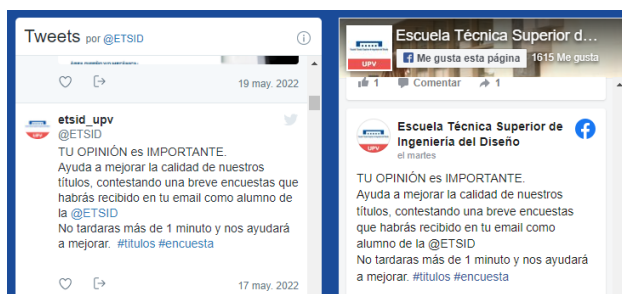 Tweets por @ETSID
19 may. 2022
etsid_upv
@ETSID
TU OPINIÓN es IMPORTANTE.
Ayuda a mejorar la calidad de nuestros
títulos, contestando una breve encuestas que
habrás recibido en tu email como alumno de
la @ETSID
No tardaras más de 1 minuto y nos ayudará
a mejorar. #titulos #encuesta
17 may. 2022
Escuela Técnica Superior d...
Me gusta esta página 1615 Me gusta
UPV
1 Comentar 1
Escuela Técnica Superior de
Ingeniería del Diseño
el martes
TU OPINIÓN es IMPORTANTE.
Ayuda a mejorar la calidad de nuestros
títulos, contestando una breve encuestas
que habrás recibido en tu email como
alumno de la @ETSID
No tardaras más de 1 minuto y nos ayudará
a mejorar. #titulos #encuesta